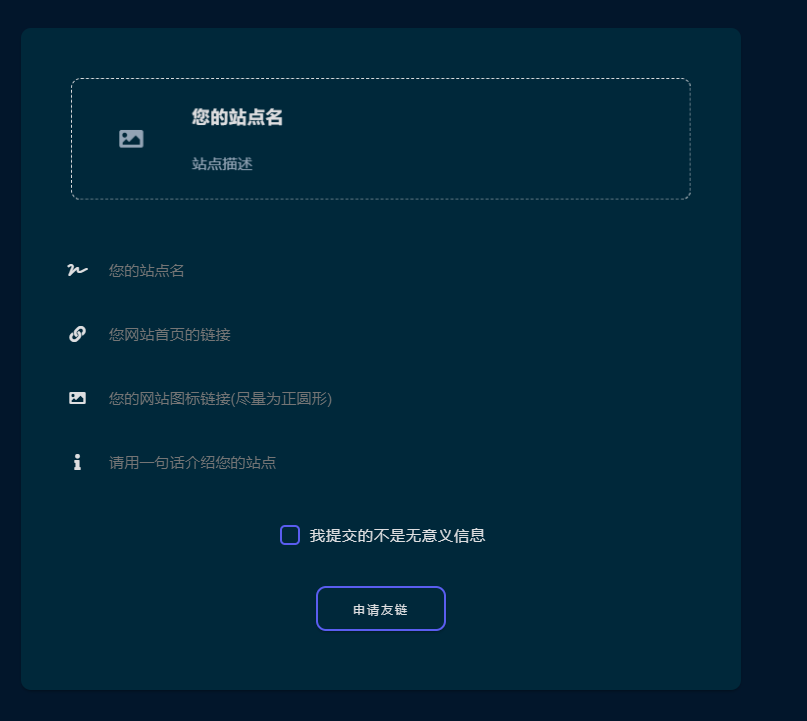 您的站点名
站点描述
您的站点名
您网站首页的链接
您的网站图标链接(尽量为正圆形)
请用一句话介绍您的站点
我提交的不是无意义信息
申请友链